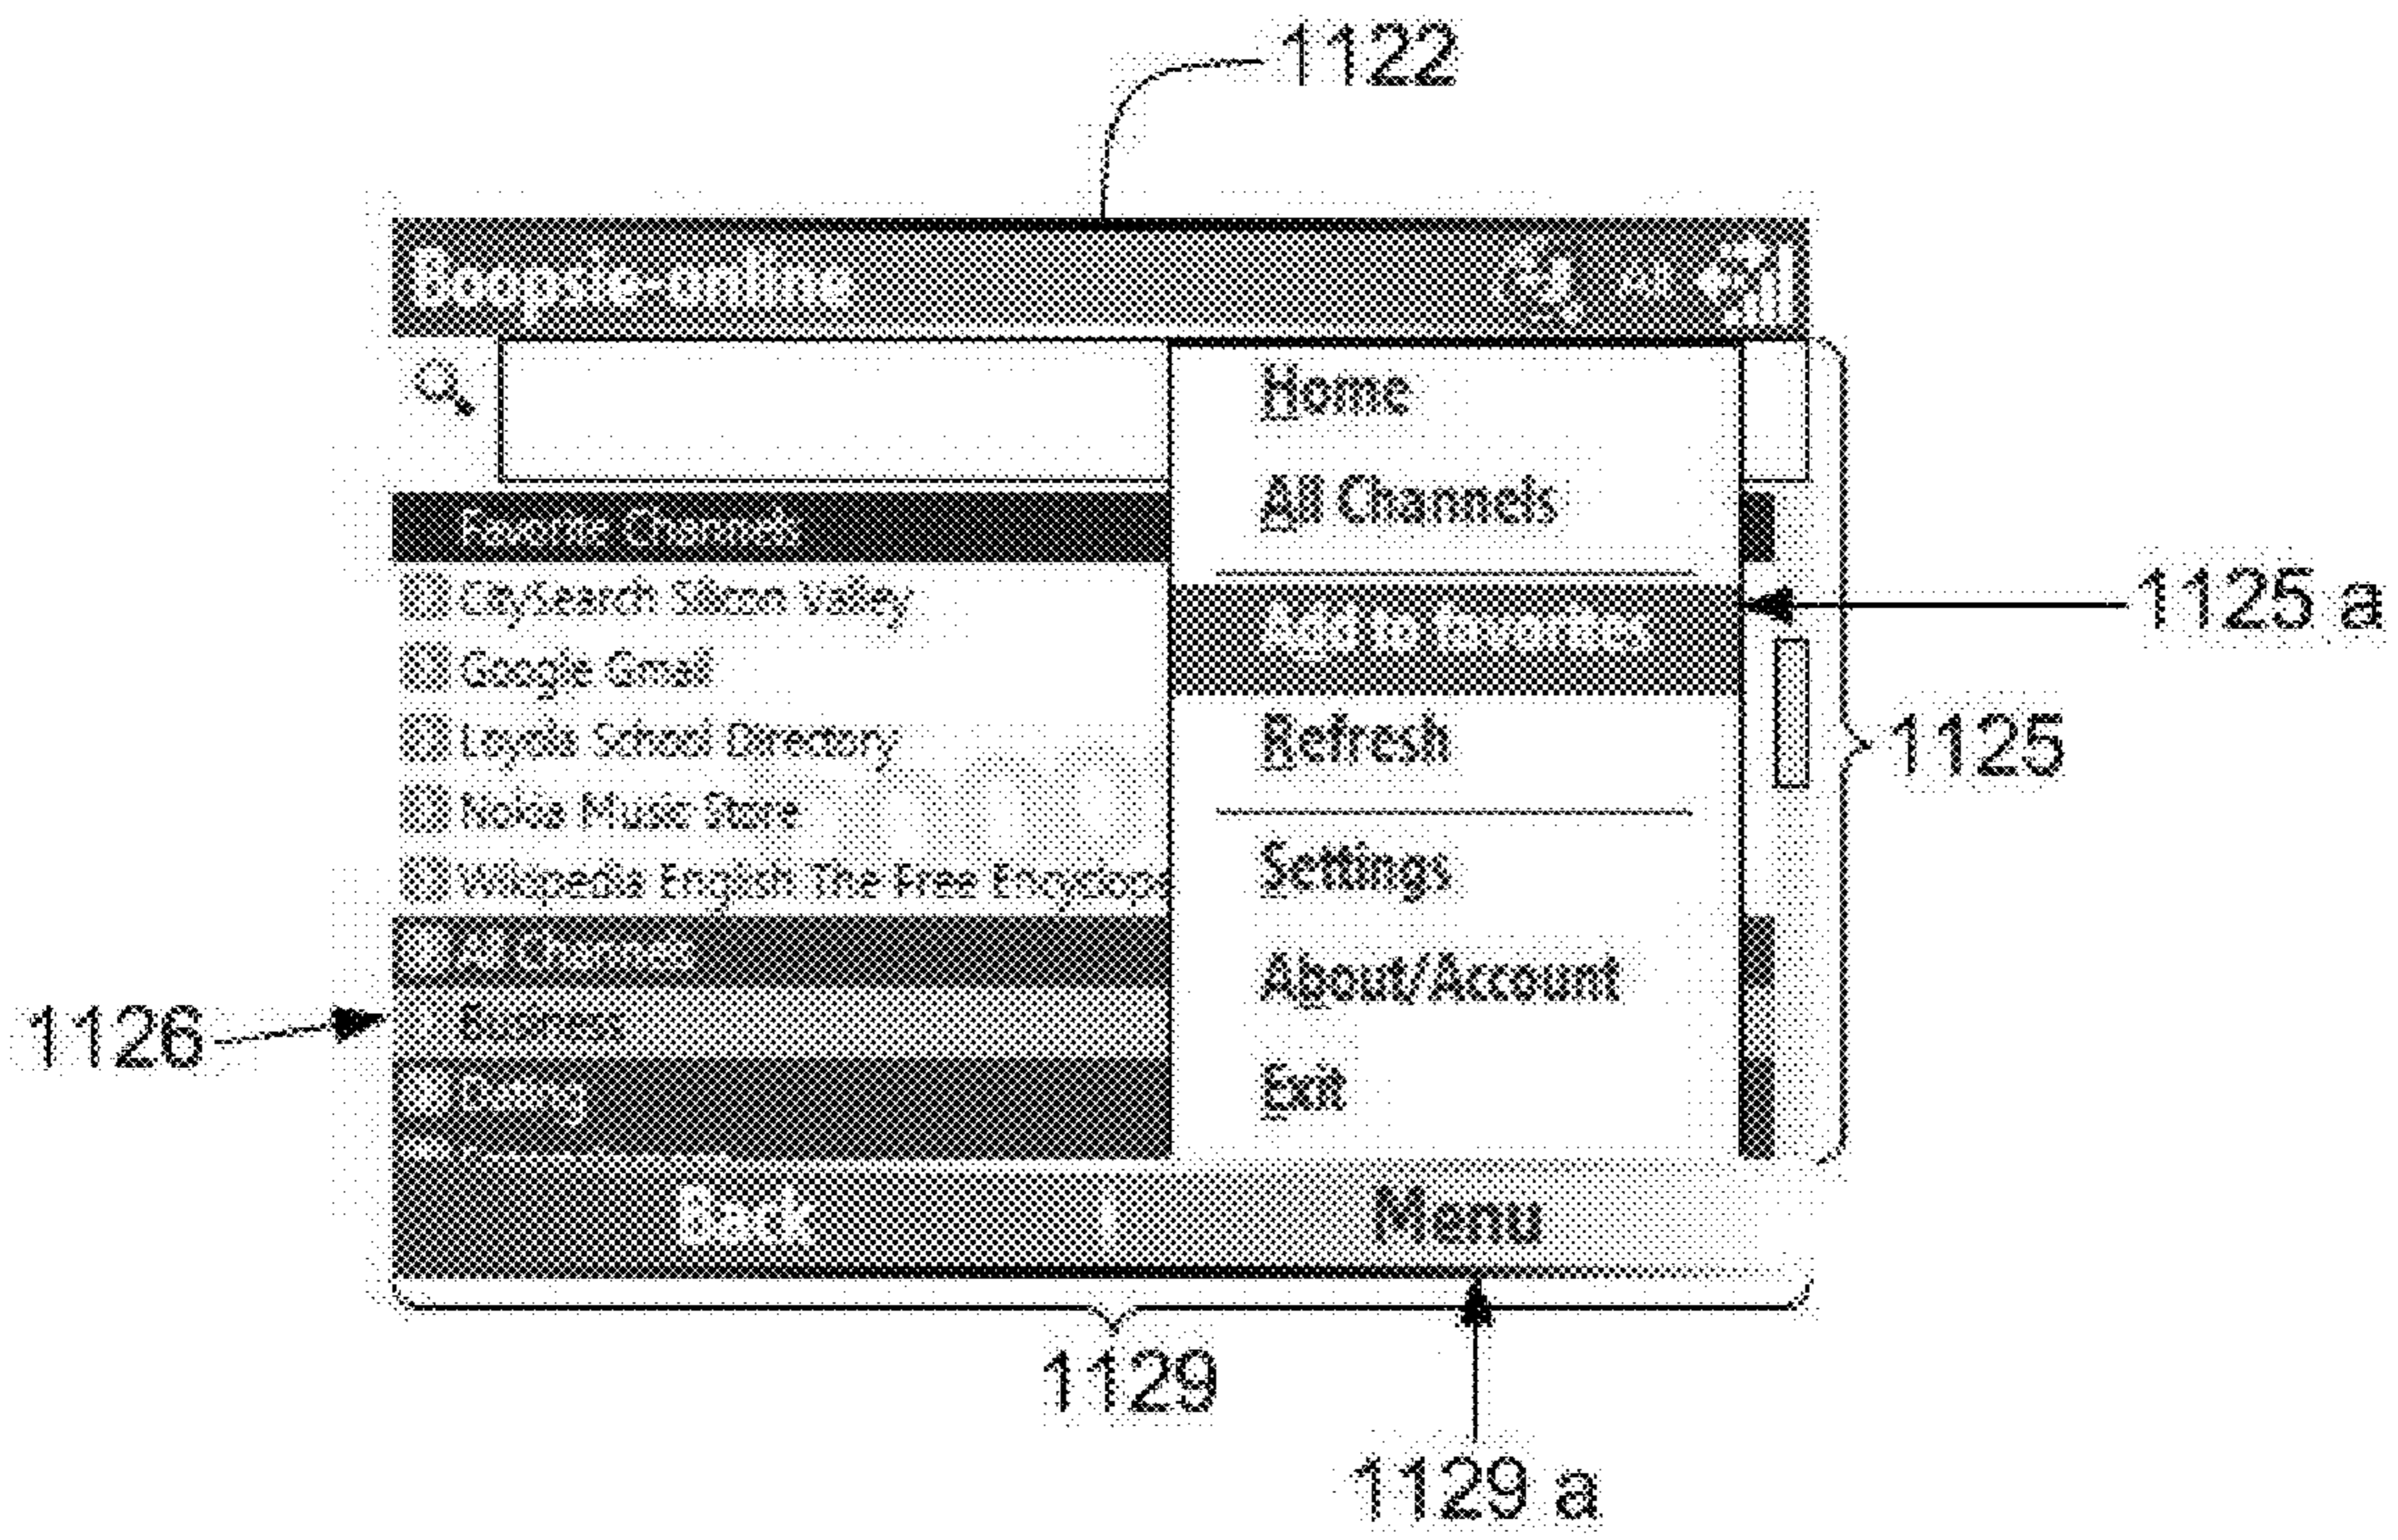 1122
Boopsie-online
Home
All Channels
Favorite Channels
CitySearch Silicon Valley
Add to favorites
1125 a
Google Gmail
Loyola School Directory
Refresh
1125
Nokia Music Store
Wikipedia English The Free Encyclope
Settings
All Channels
About/Account
1126
Business
Dating
Exit
Back
Menu
1129
1129 a